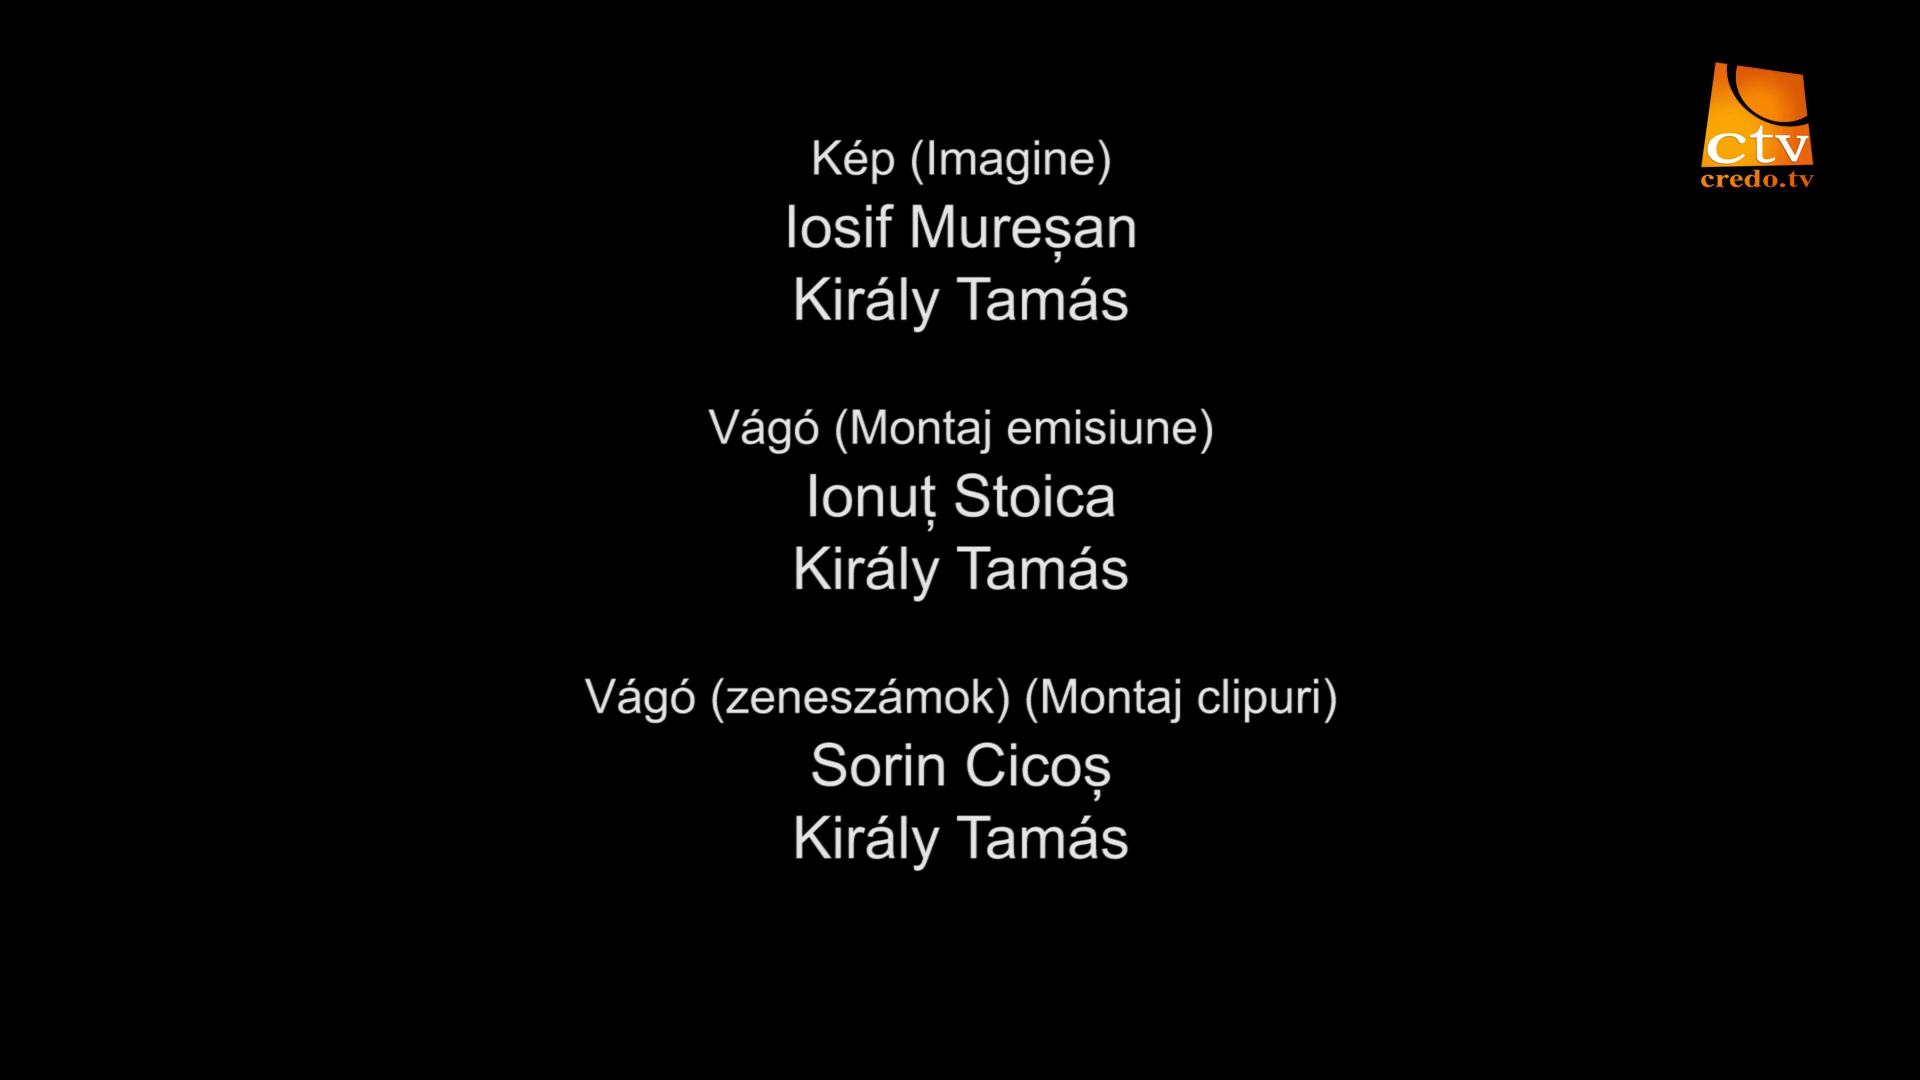 ctv
credo.tv
Kép (Imagine)
Iosif Mureșan
Király Tamás
Vágó (Montaj emisiune)
Ionuț Stoica
Király Tamás
Vágó (zeneszámok) (Montaj clipuri)
Sorin Cicoș
Király Tamás